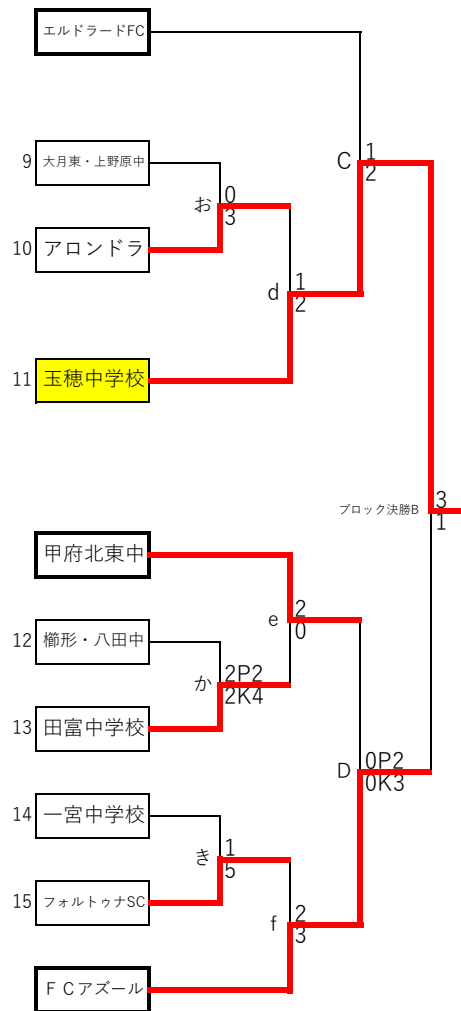 エルドラードFC
9 大月東・上野原中
C 1
2
お 0
3
10 アロンドラ
d 1
2
11 玉穂中学校
ブロック決勝B 3
1
甲府北東中
e 2
0
12 櫛形・八田中
か 2P2
2K4
13 田富中学校
D 0P2
0K3
14 一宮中学校
き 1
5
15 フォルトゥナSC
f 2
3
ＦＣアズール